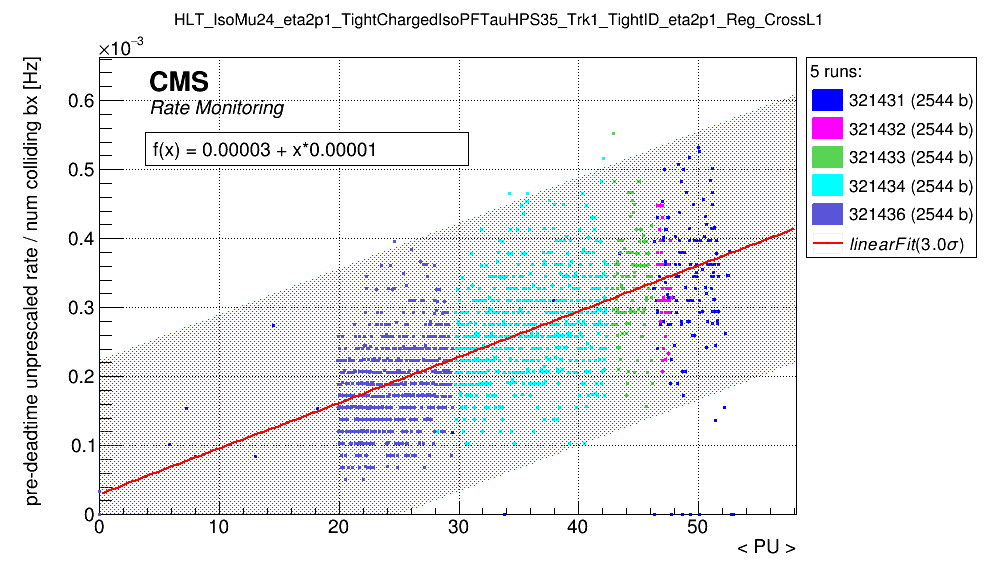 HLT_IsoMu24_eta2p1_TightChargedIsoPFTauHPS35_Trk1_TightID_eta2p1_Reg_CrossL1
×10⁻³
pre-deadtime unprescaled rate / num colliding bx [Hz]
CMS
Rate Monitoring
f(x) = 0.00003 + x*0.00001
0.6
0.5
0.4
0.3
0.2
0.1
0
0 10 20 30 40 50
< PU >
5 runs:
321431 (2544 b)
321432 (2544 b)
321433 (2544 b)
321434 (2544 b)
321436 (2544 b)
linearFit(3.0σ)